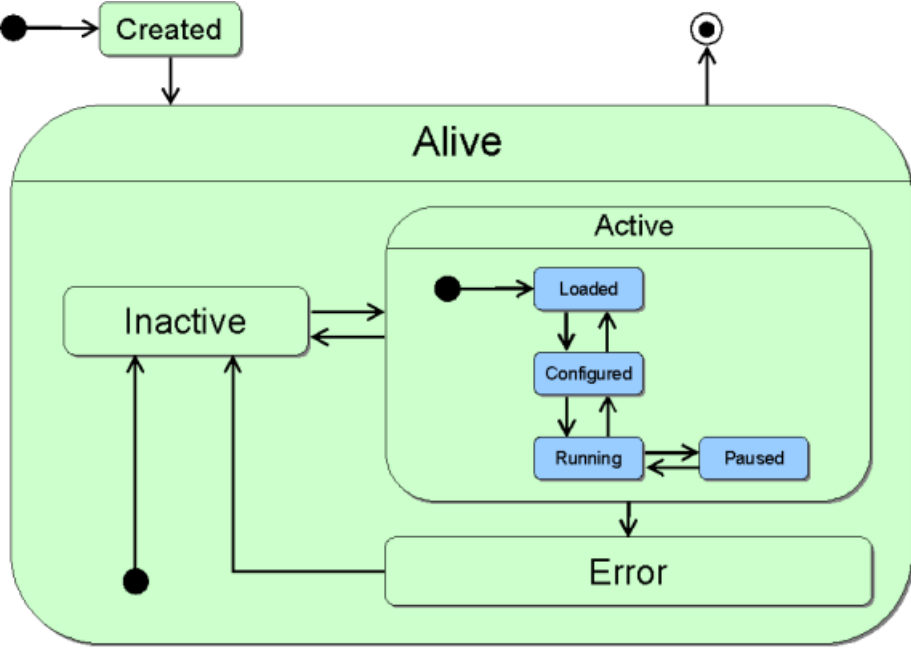 Created
Alive
Active
Loaded
Inactive
Configured
Running
Paused
Error